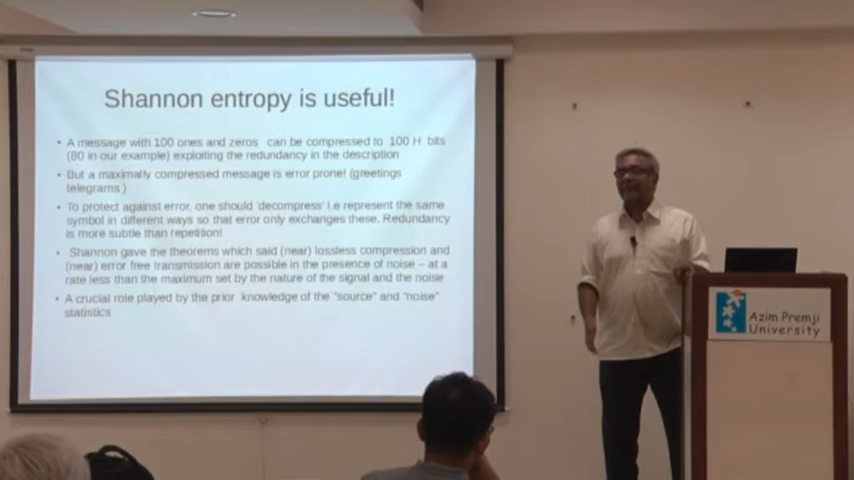 Shannon entropy is useful!
• A message with 100 ones and zeros can be compressed to 100 H bits
(80 in our example) exploiting the redundancy in the description
• But a maximally compressed message is error prone! (greetings
telegrams )
• To protect against error, one should 'decompress' i.e represent the same
symbol in different ways so that error only exchanges these. Redundancy
is more subtle than repetition!
• Shannon gave the theorems which said (near) lossless compression and
(near) error free transmission are possible in the presence of noise – at a
rate less than the maximum set by the nature of the signal and the noise
• A crucial role played by the prior knowledge of the "source" and "noise"
statistics
Azim Premji
University